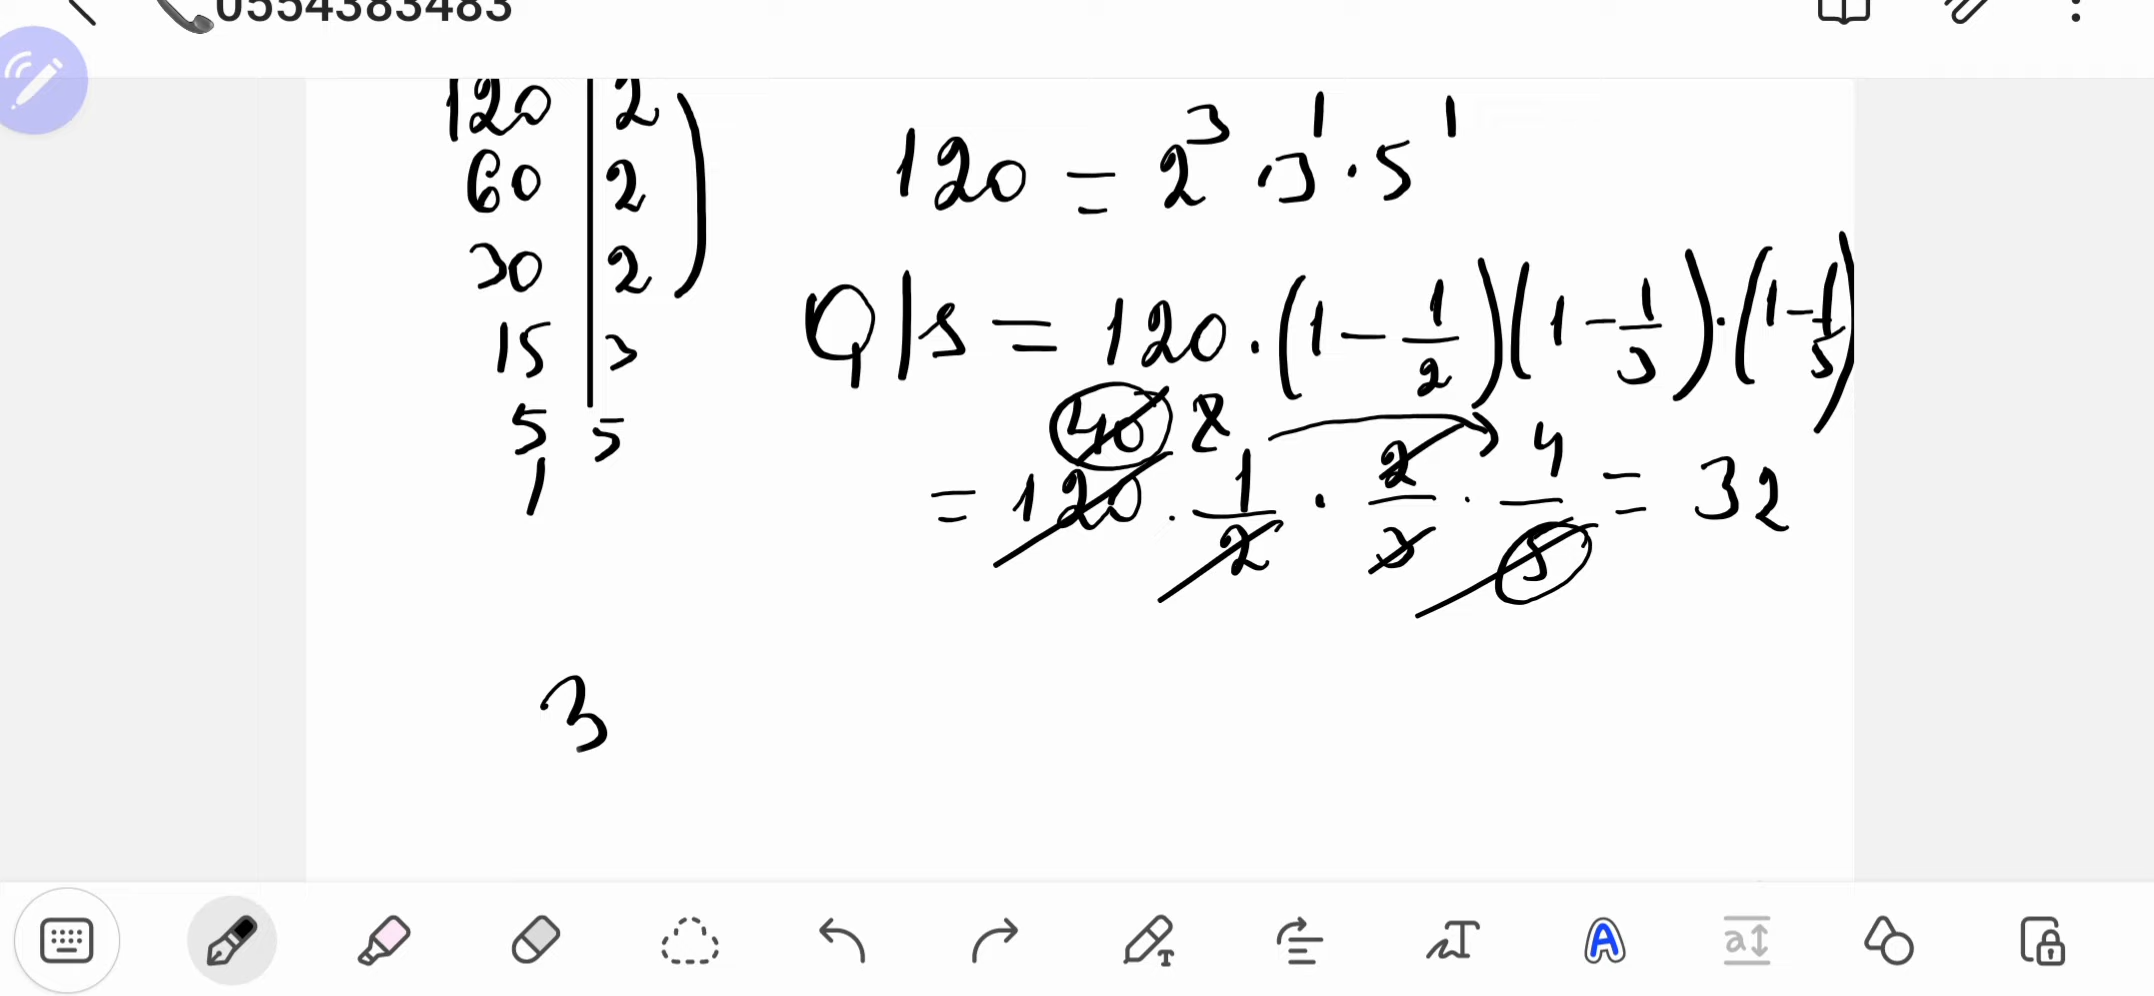 0554383483
120 | 2
60 | 2
30 | 2
15 | 3
5 5
1
120 = 2³ · 3¹ · 5¹
Q|s = 120 · (1 - 1/2)(1 - 1/3) · (1 - 1/5)
40 8
= 120 · 1/2 · 2/3 · 4/5 = 32
3